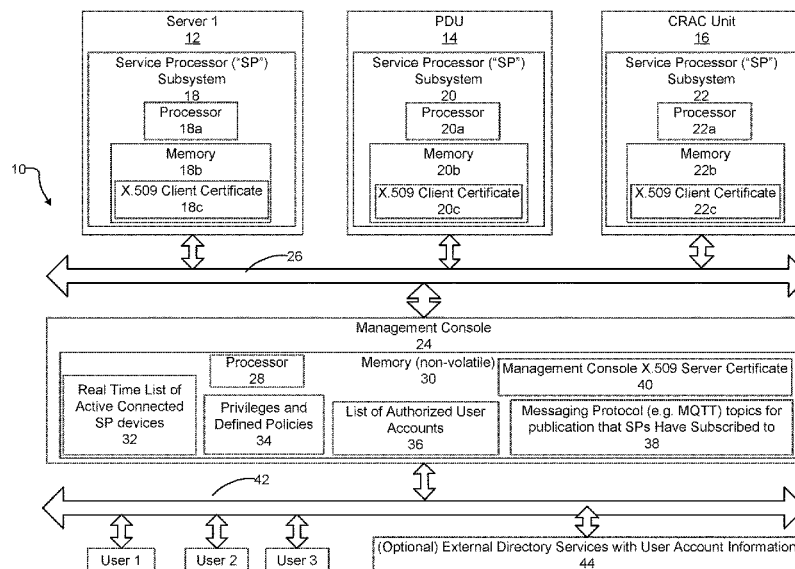 Server 1
12
Service Processor ("SP")
Subsystem
18
Processor
18a
Memory
18b
X.509 Client Certificate
18c
PDU
14
Service Processor ("SP")
Subsystem
20
Processor
20a
Memory
20b
X.509 Client Certificate
20c
CRAC Unit
16
Service Processor ("SP")
Subsystem
22
Processor
22a
Memory
22b
X.509 Client Certificate
22c
10
26
Management Console
24
Processor
28
Memory (non-volatile)
30
Real Time List of
Active Connected
SP devices
32
Privileges and
Defined Policies
34
List of Authorized User
Accounts
36
Management Console X.509 Server Certificate
40
Messaging Protocol (e.g. MQTT) topics for
publication that SPs Have Subscribed to
38
42
User 1
User 2
User 3
(Optional) External Directory Services with User Account Information
44